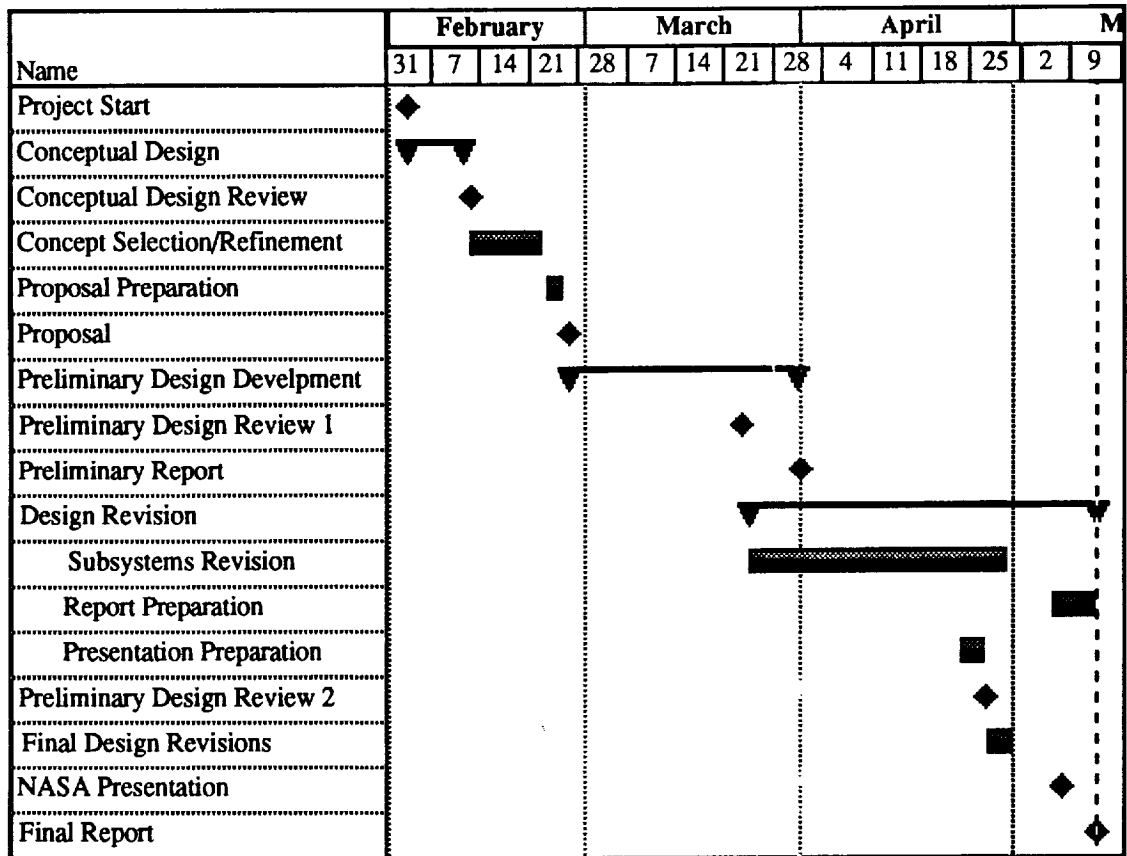 February March April M
Name 31 7 14 21 28 7 14 21 28 4 11 18 25 2 9
Project Start
Conceptual Design
Conceptual Design Review
Concept Selection/Refinement
Proposal Preparation
Proposal
Preliminary Design Develpment
Preliminary Design Review 1
Preliminary Report
Design Revision
Subsystems Revision
Report Preparation
Presentation Preparation
Preliminary Design Review 2
Final Design Revisions
NASA Presentation
Final Report